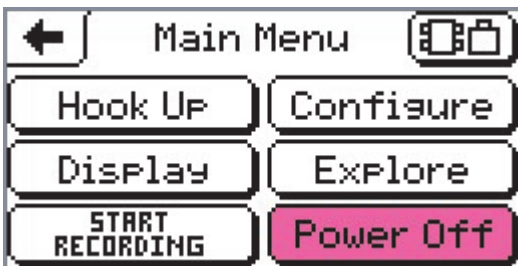 Main Menu
Hook Up
Configure
Display
Explore
START
RECORDING
Power Off